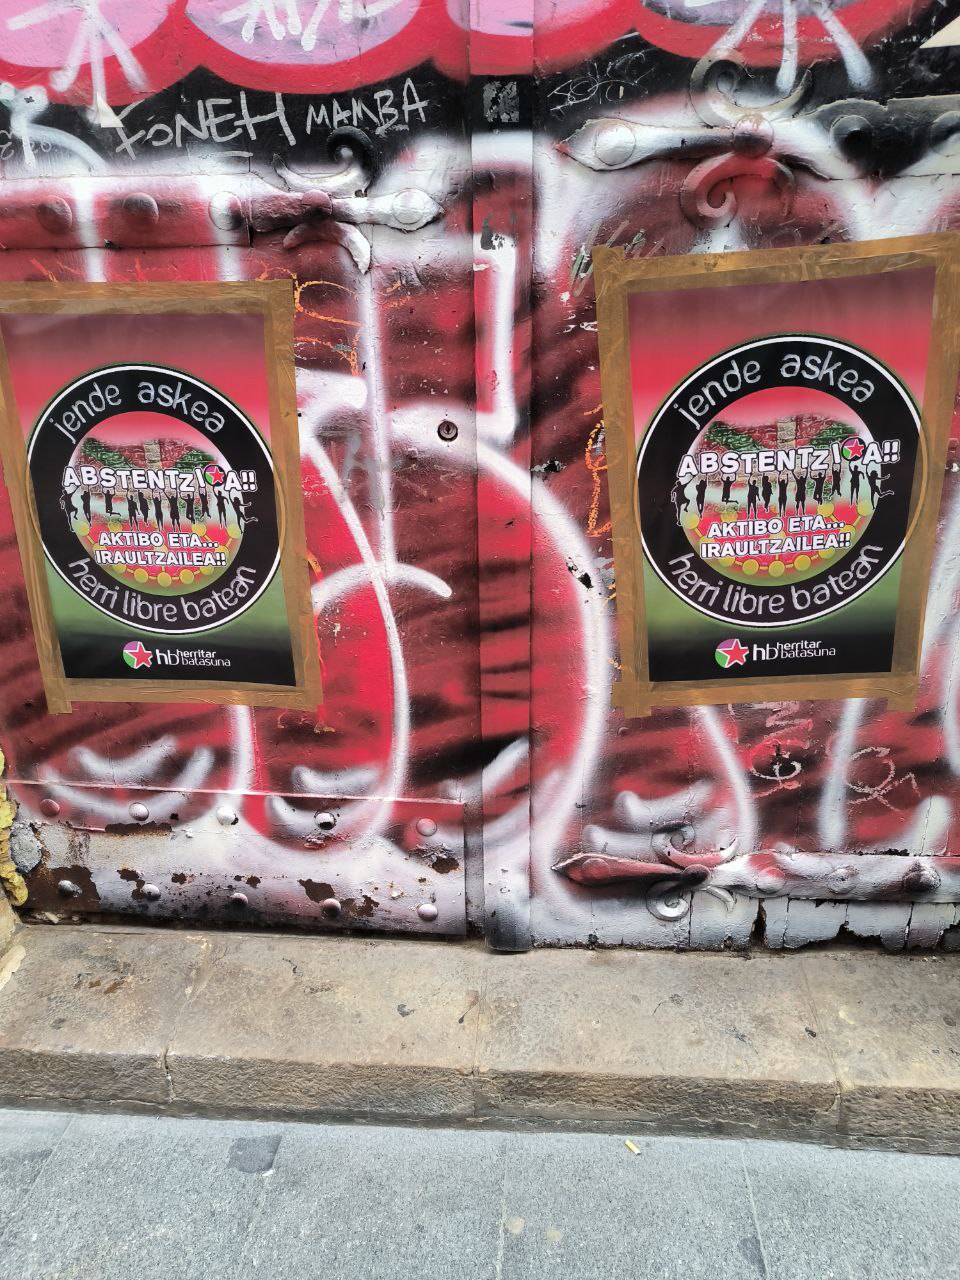 FONEH MAMBA
jende askea
ABSTENTZIOA!!
AKTIBO ETA...
IRAULTZAILEA!!
herri libre batean
hb herritar
batasuna
jende askea
ABSTENTZIOA!!
AKTIBO ETA...
IRAULTZAILEA!!
herri libre batean
hb herritar
batasuna